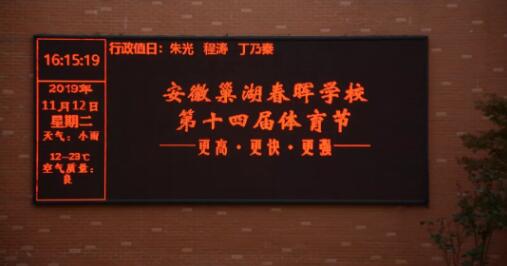 16:15:19
2019年
11月12日
星期二
天气：小雨
12-23℃
空气质量：
良
行政值日：朱光 程涛 丁乃秦
安徽巢湖春晖学校
第十四届体育节
更高·更快·更强